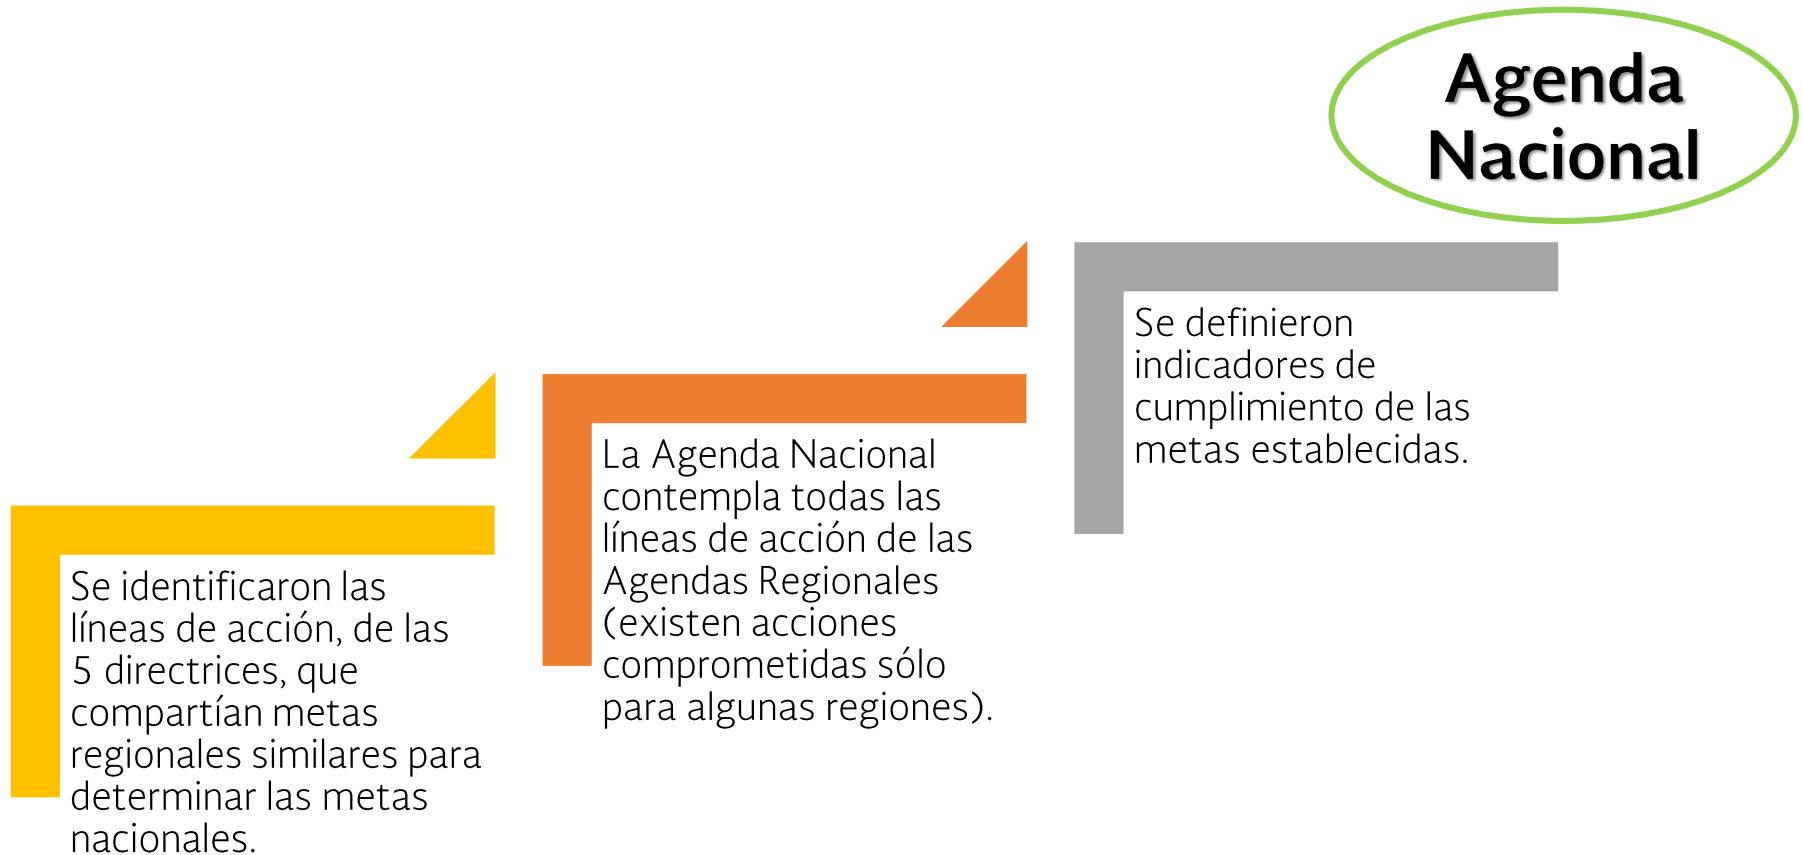 Agenda
Nacional
Se identificaron las
líneas de acción, de las
5 directrices, que
compartían metas
regionales similares para
determinar las metas
nacionales.
La Agenda Nacional
contempla todas las
líneas de acción de las
Agendas Regionales
(existen acciones
comprometidas sólo
para algunas regiones).
Se definieron
indicadores de
cumplimiento de las
metas establecidas.